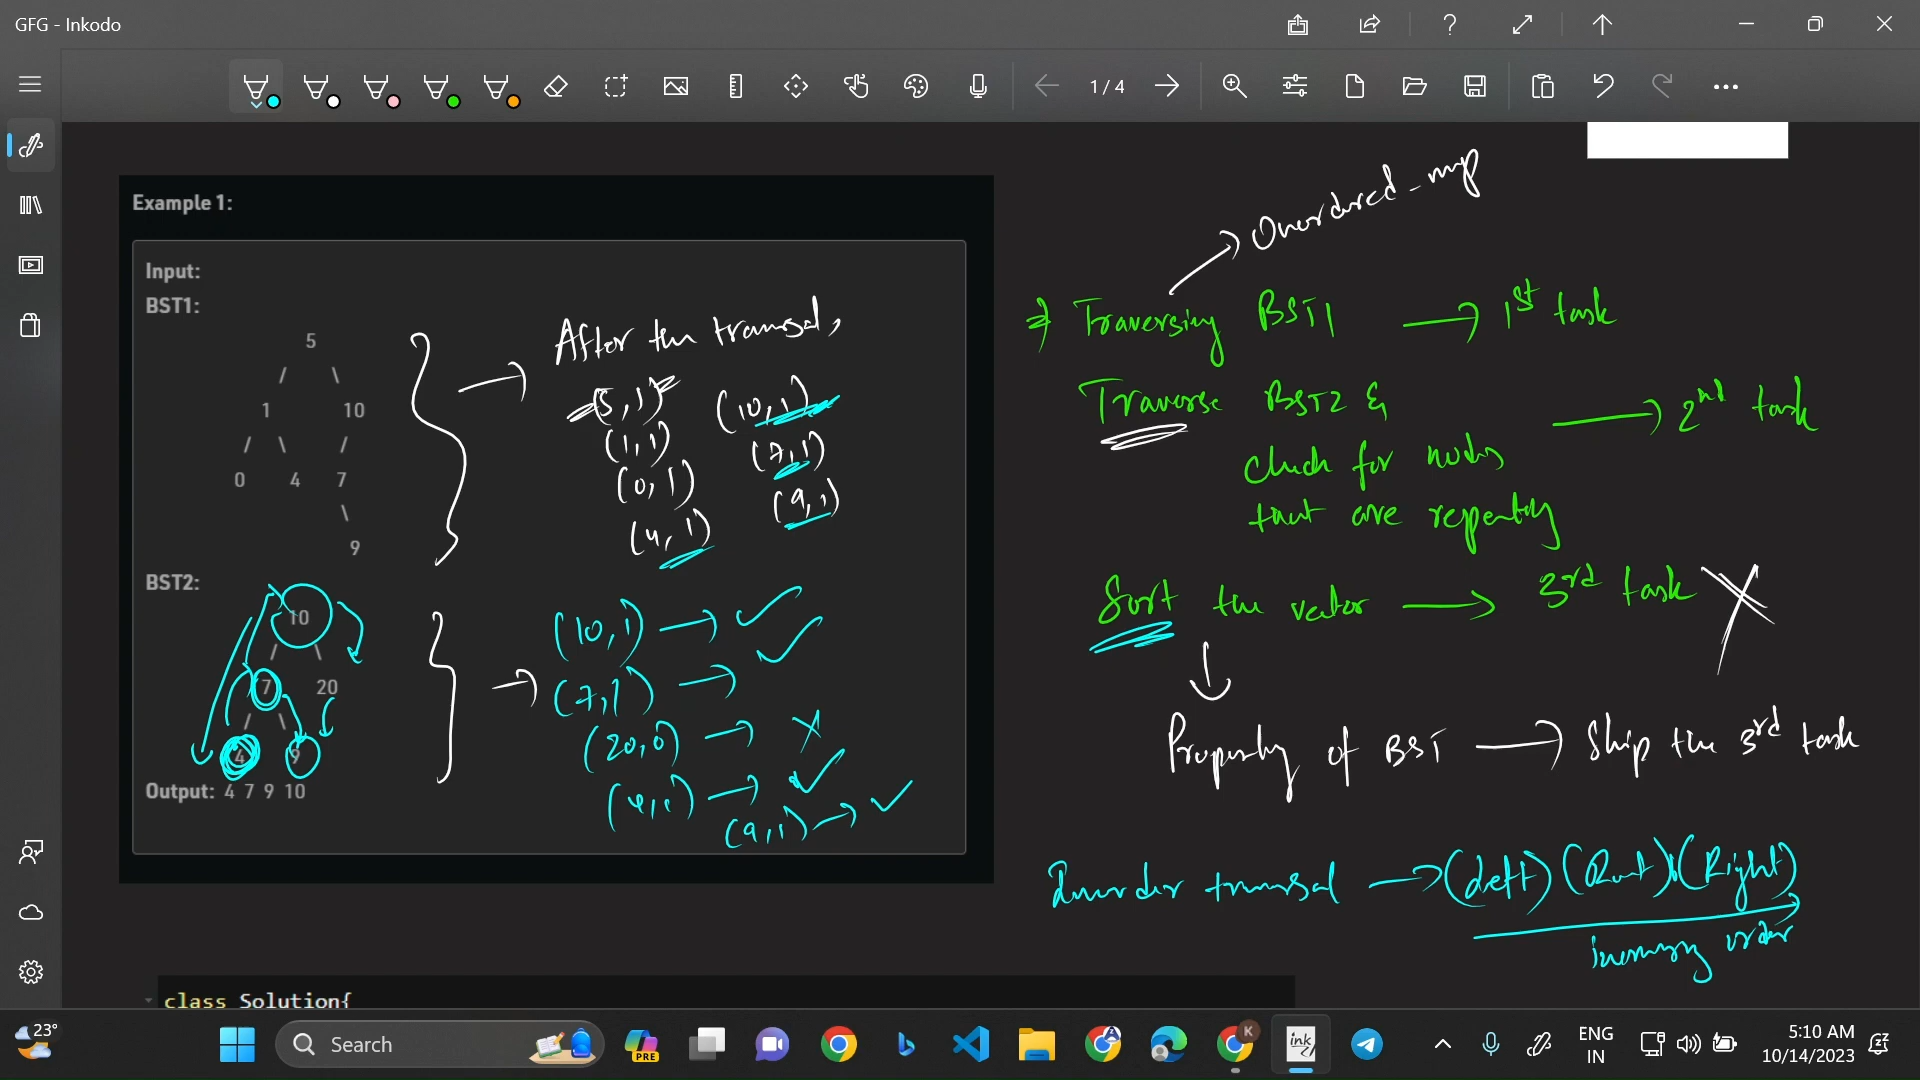 GFG - Inkodo
1 / 4
Example 1:
Input:
BST1:
5
1 10
0 4 7
9
BST2:
10
7 20
4 9
Output: 4 7 9 10
After the traversal,
(5,1) (10,1)
(1,1) (7,1)
(0,1) (9,1)
(4,1)
(10,1)
(7,1)
(20,0)
(4,1)
(9,1)
Unordered_map
Traversing BST1 1st task
Traverse BST2 &
check for nodes
that are repeating
2nd task
Sort the vector 3rd task
Property of BST Skip the 3rd task
Inorder traversal (Left) (Root) (Right)
increasing order
class Solution{
23°
Search
PRE
K
ink
ENG
IN
5:10 AM
10/14/2023